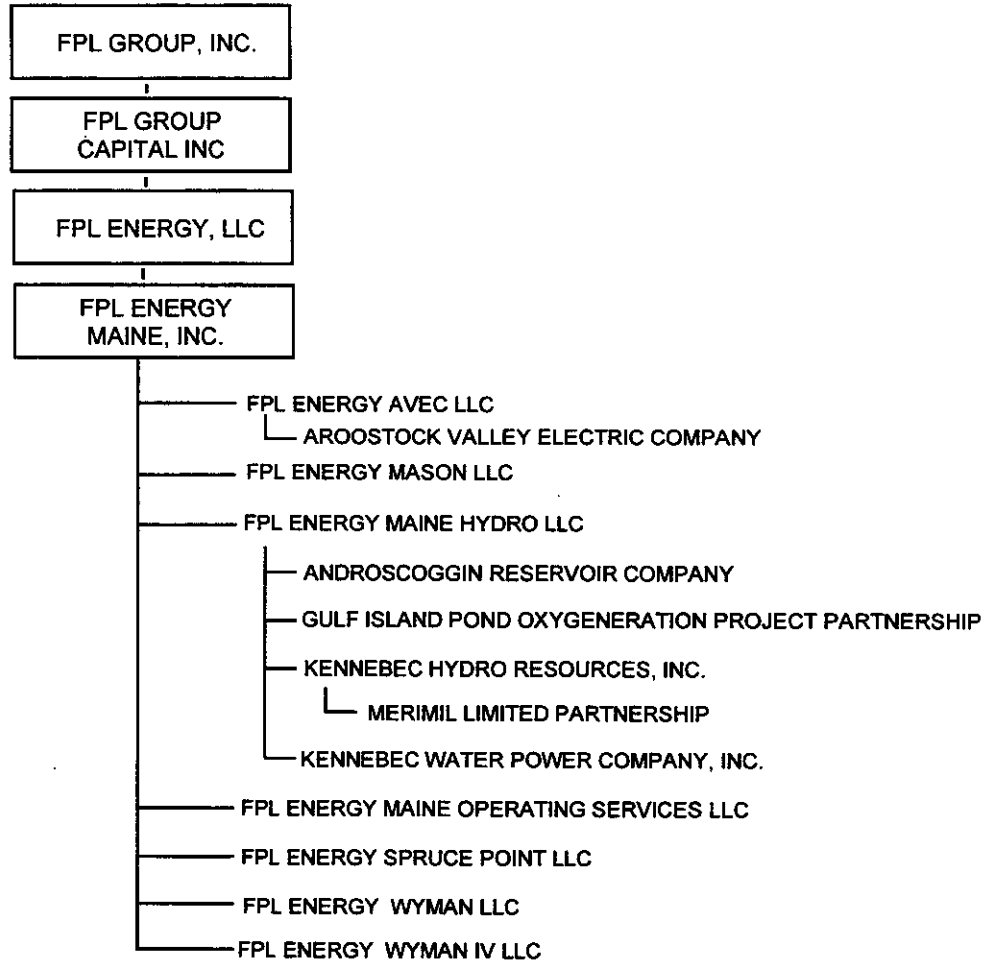 FPL GROUP, INC.
FPL GROUP
CAPITAL INC
FPL ENERGY, LLC
FPL ENERGY
MAINE, INC.
FPL ENERGY AVEC LLC
AROOSTOCK VALLEY ELECTRIC COMPANY
FPL ENERGY MASON LLC
FPL ENERGY MAINE HYDRO LLC
ANDROSCOGGIN RESERVOIR COMPANY
GULF ISLAND POND OXYGENERATION PROJECT PARTNERSHIP
KENNEBEC HYDRO RESOURCES, INC.
MERIMIL LIMITED PARTNERSHIP
KENNEBEC WATER POWER COMPANY, INC.
FPL ENERGY MAINE OPERATING SERVICES LLC
FPL ENERGY SPRUCE POINT LLC
FPL ENERGY WYMAN LLC
FPL ENERGY WYMAN IV LLC